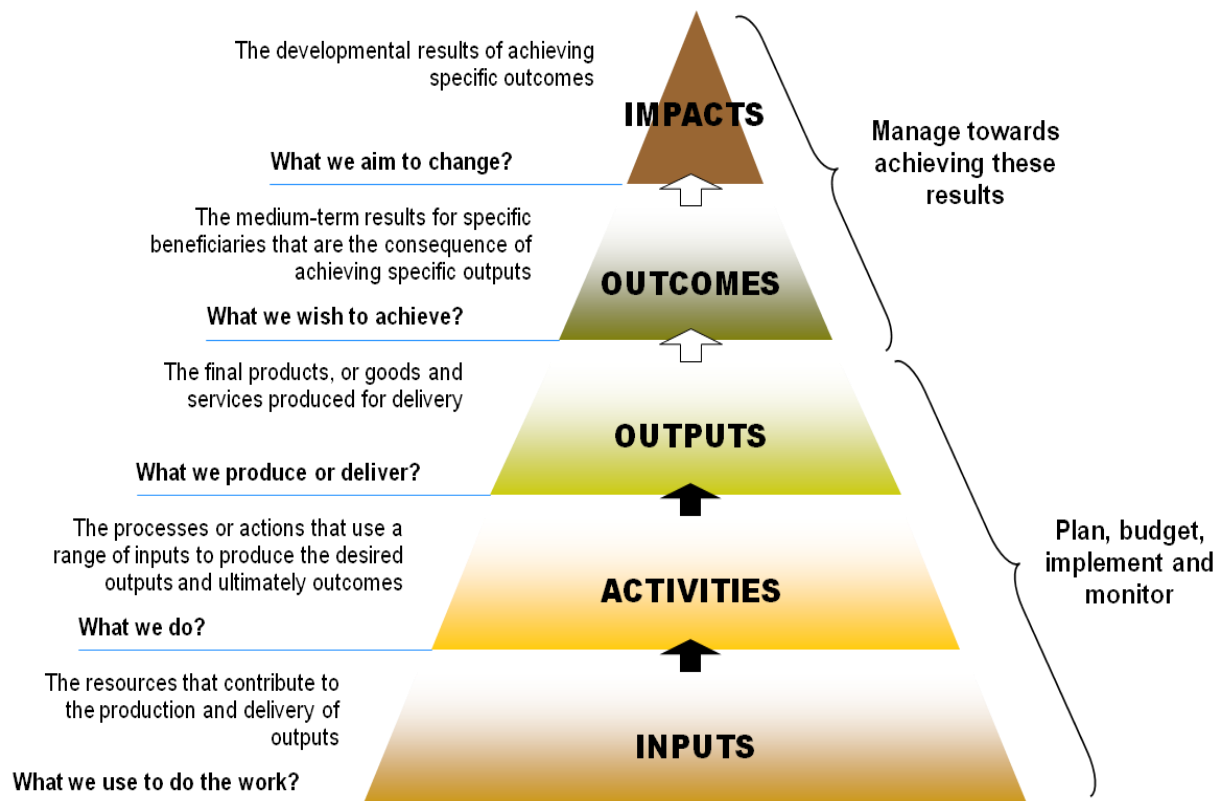 The developmental results of achieving
specific outcomes
IMPACTS
What we aim to change?
Manage towards
achieving these
results
The medium-term results for specific
beneficiaries that are the consequence of
achieving specific outputs
OUTCOMES
What we wish to achieve?
The final products, or goods and
services produced for delivery
OUTPUTS
What we produce or deliver?
The processes or actions that use a
range of inputs to produce the desired
outputs and ultimately outcomes
ACTIVITIES
What we do?
Plan, budget,
implement and
monitor
The resources that contribute to
the production and delivery of
outputs
INPUTS
What we use to do the work?